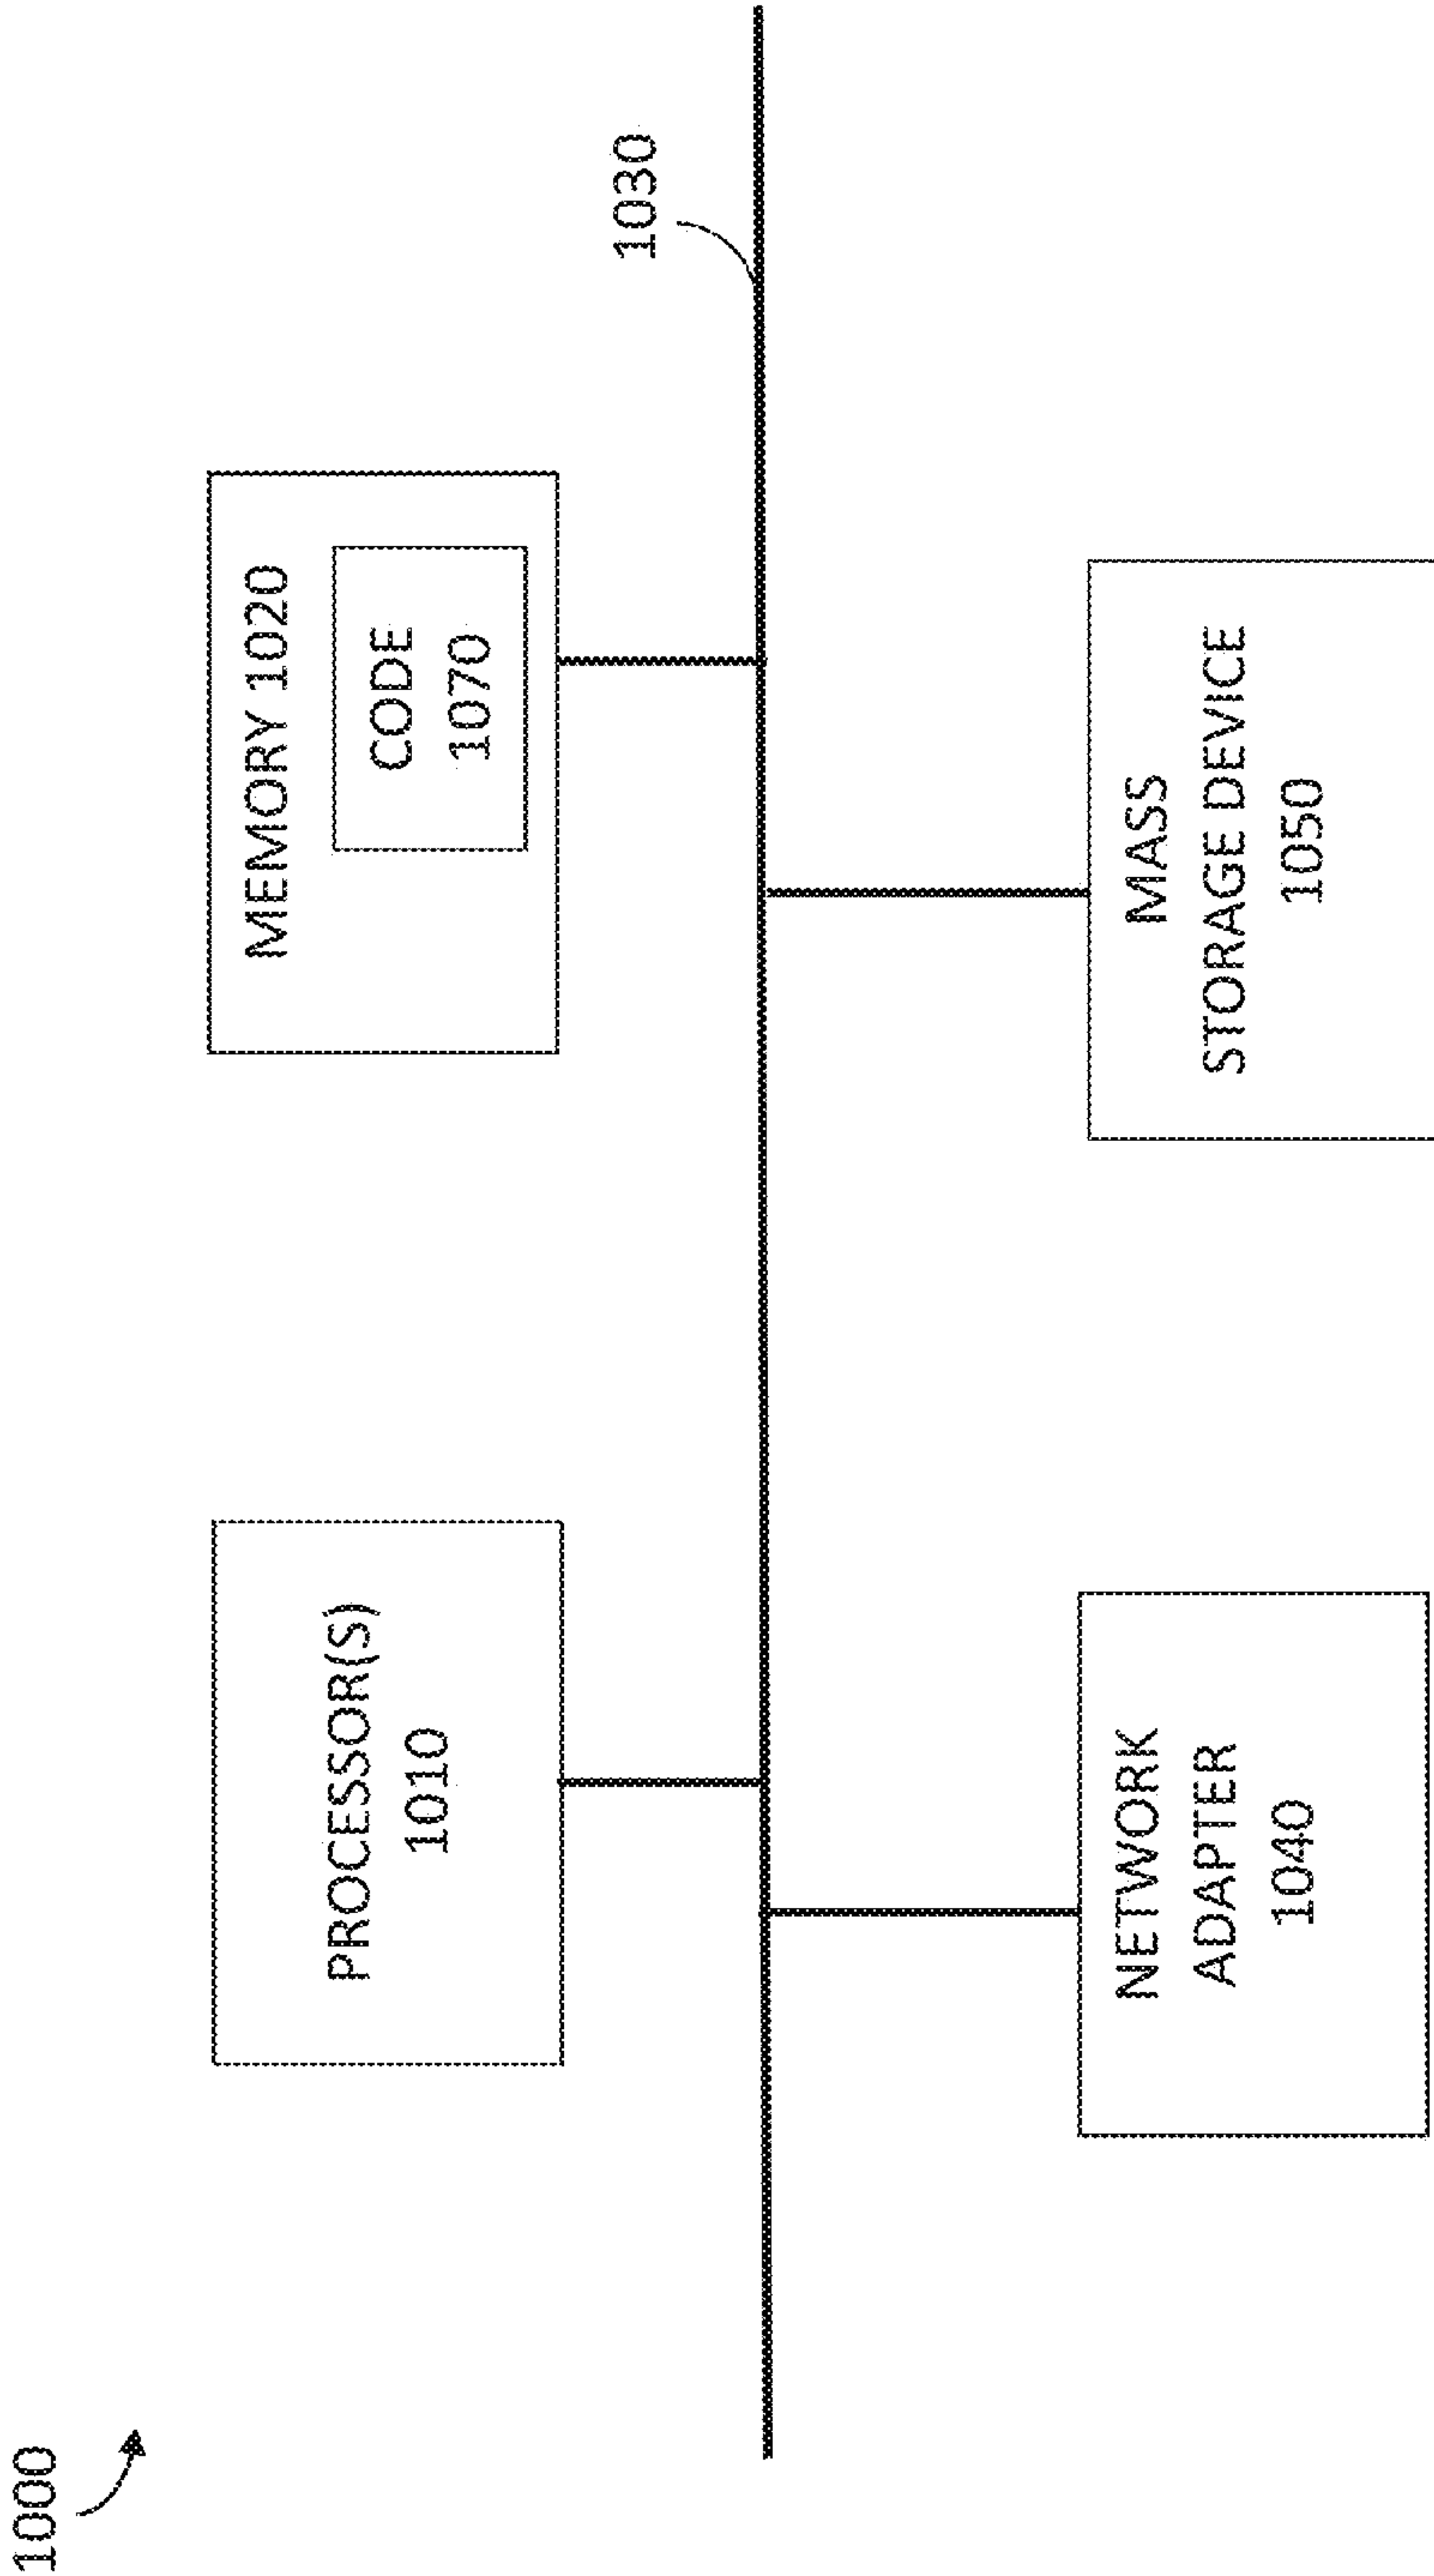 1000
PROCESSOR(S)
1010
MEMORY 1020
CODE
1070
1030
NETWORK
ADAPTER
1040
MASS
STORAGE DEVICE
1050